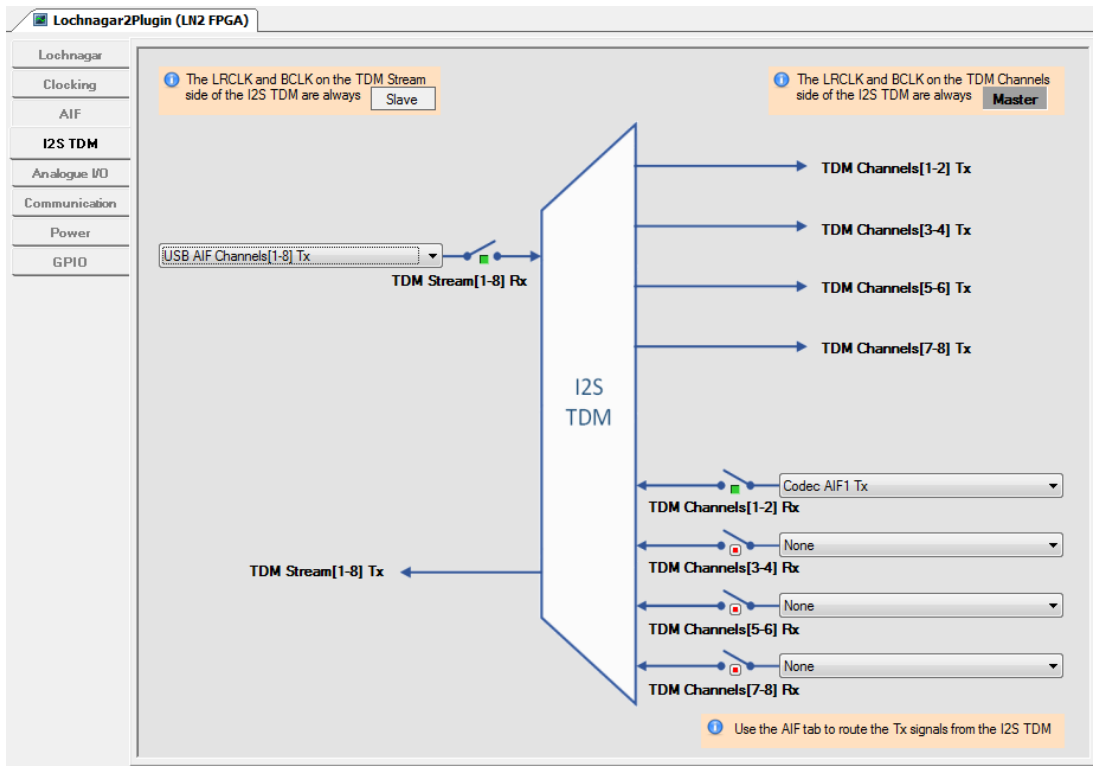 Lochnagar2Plugin (LN2 FPGA)
Lochnagar
Clocking
AIF
I2S TDM
Analogue I/O
Communication
Power
GPIO
The LRCLK and BCLK on the TDM Stream
side of the I2S TDM are always Slave
The LRCLK and BCLK on the TDM Channels
side of the I2S TDM are always Master
TDM Channels[1-2] Tx
TDM Channels[3-4] Tx
USB AIF Channels[1-8] Tx
TDM Stream[1-8] Rx
TDM Channels[5-6] Tx
TDM Channels[7-8] Tx
I2S
TDM
Codec AIF1 Tx
TDM Channels[1-2] Rx
None
TDM Channels[3-4] Rx
TDM Stream[1-8] Tx
None
TDM Channels[5-6] Rx
None
TDM Channels[7-8] Rx
Use the AIF tab to route the Tx signals from the I2S TDM